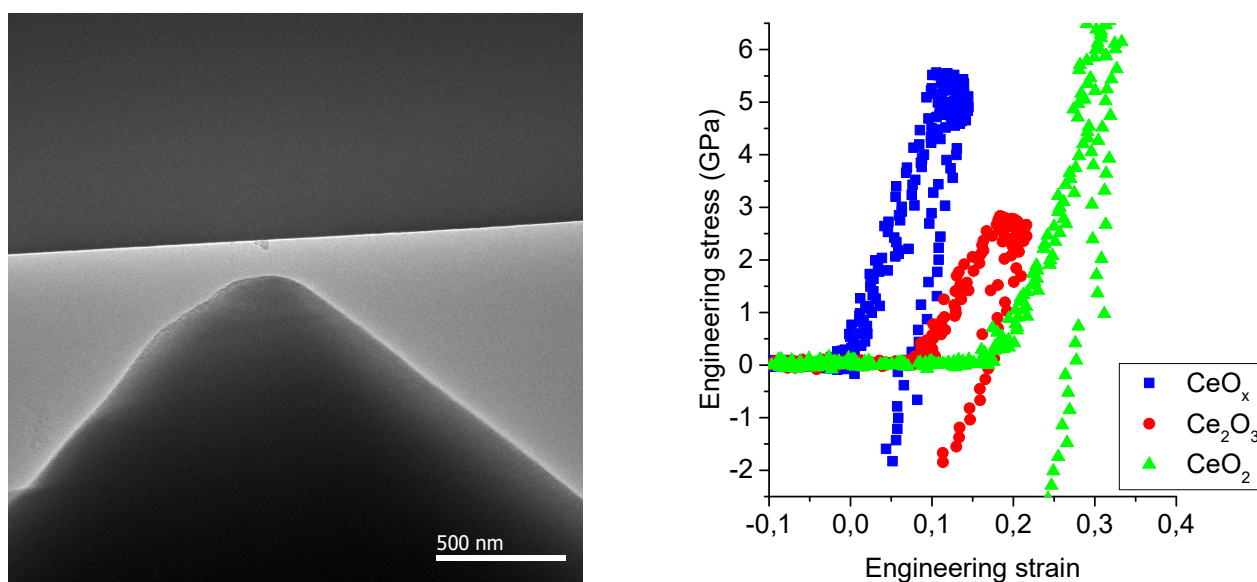 500 nm
Engineering stress (GPa)
6
5
4
3
2
1
0
-1
-2
-0,1 0,0 0,1 0,2 0,3 0,4
Engineering strain
CeOₓ
Ce₂O₃
CeO₂